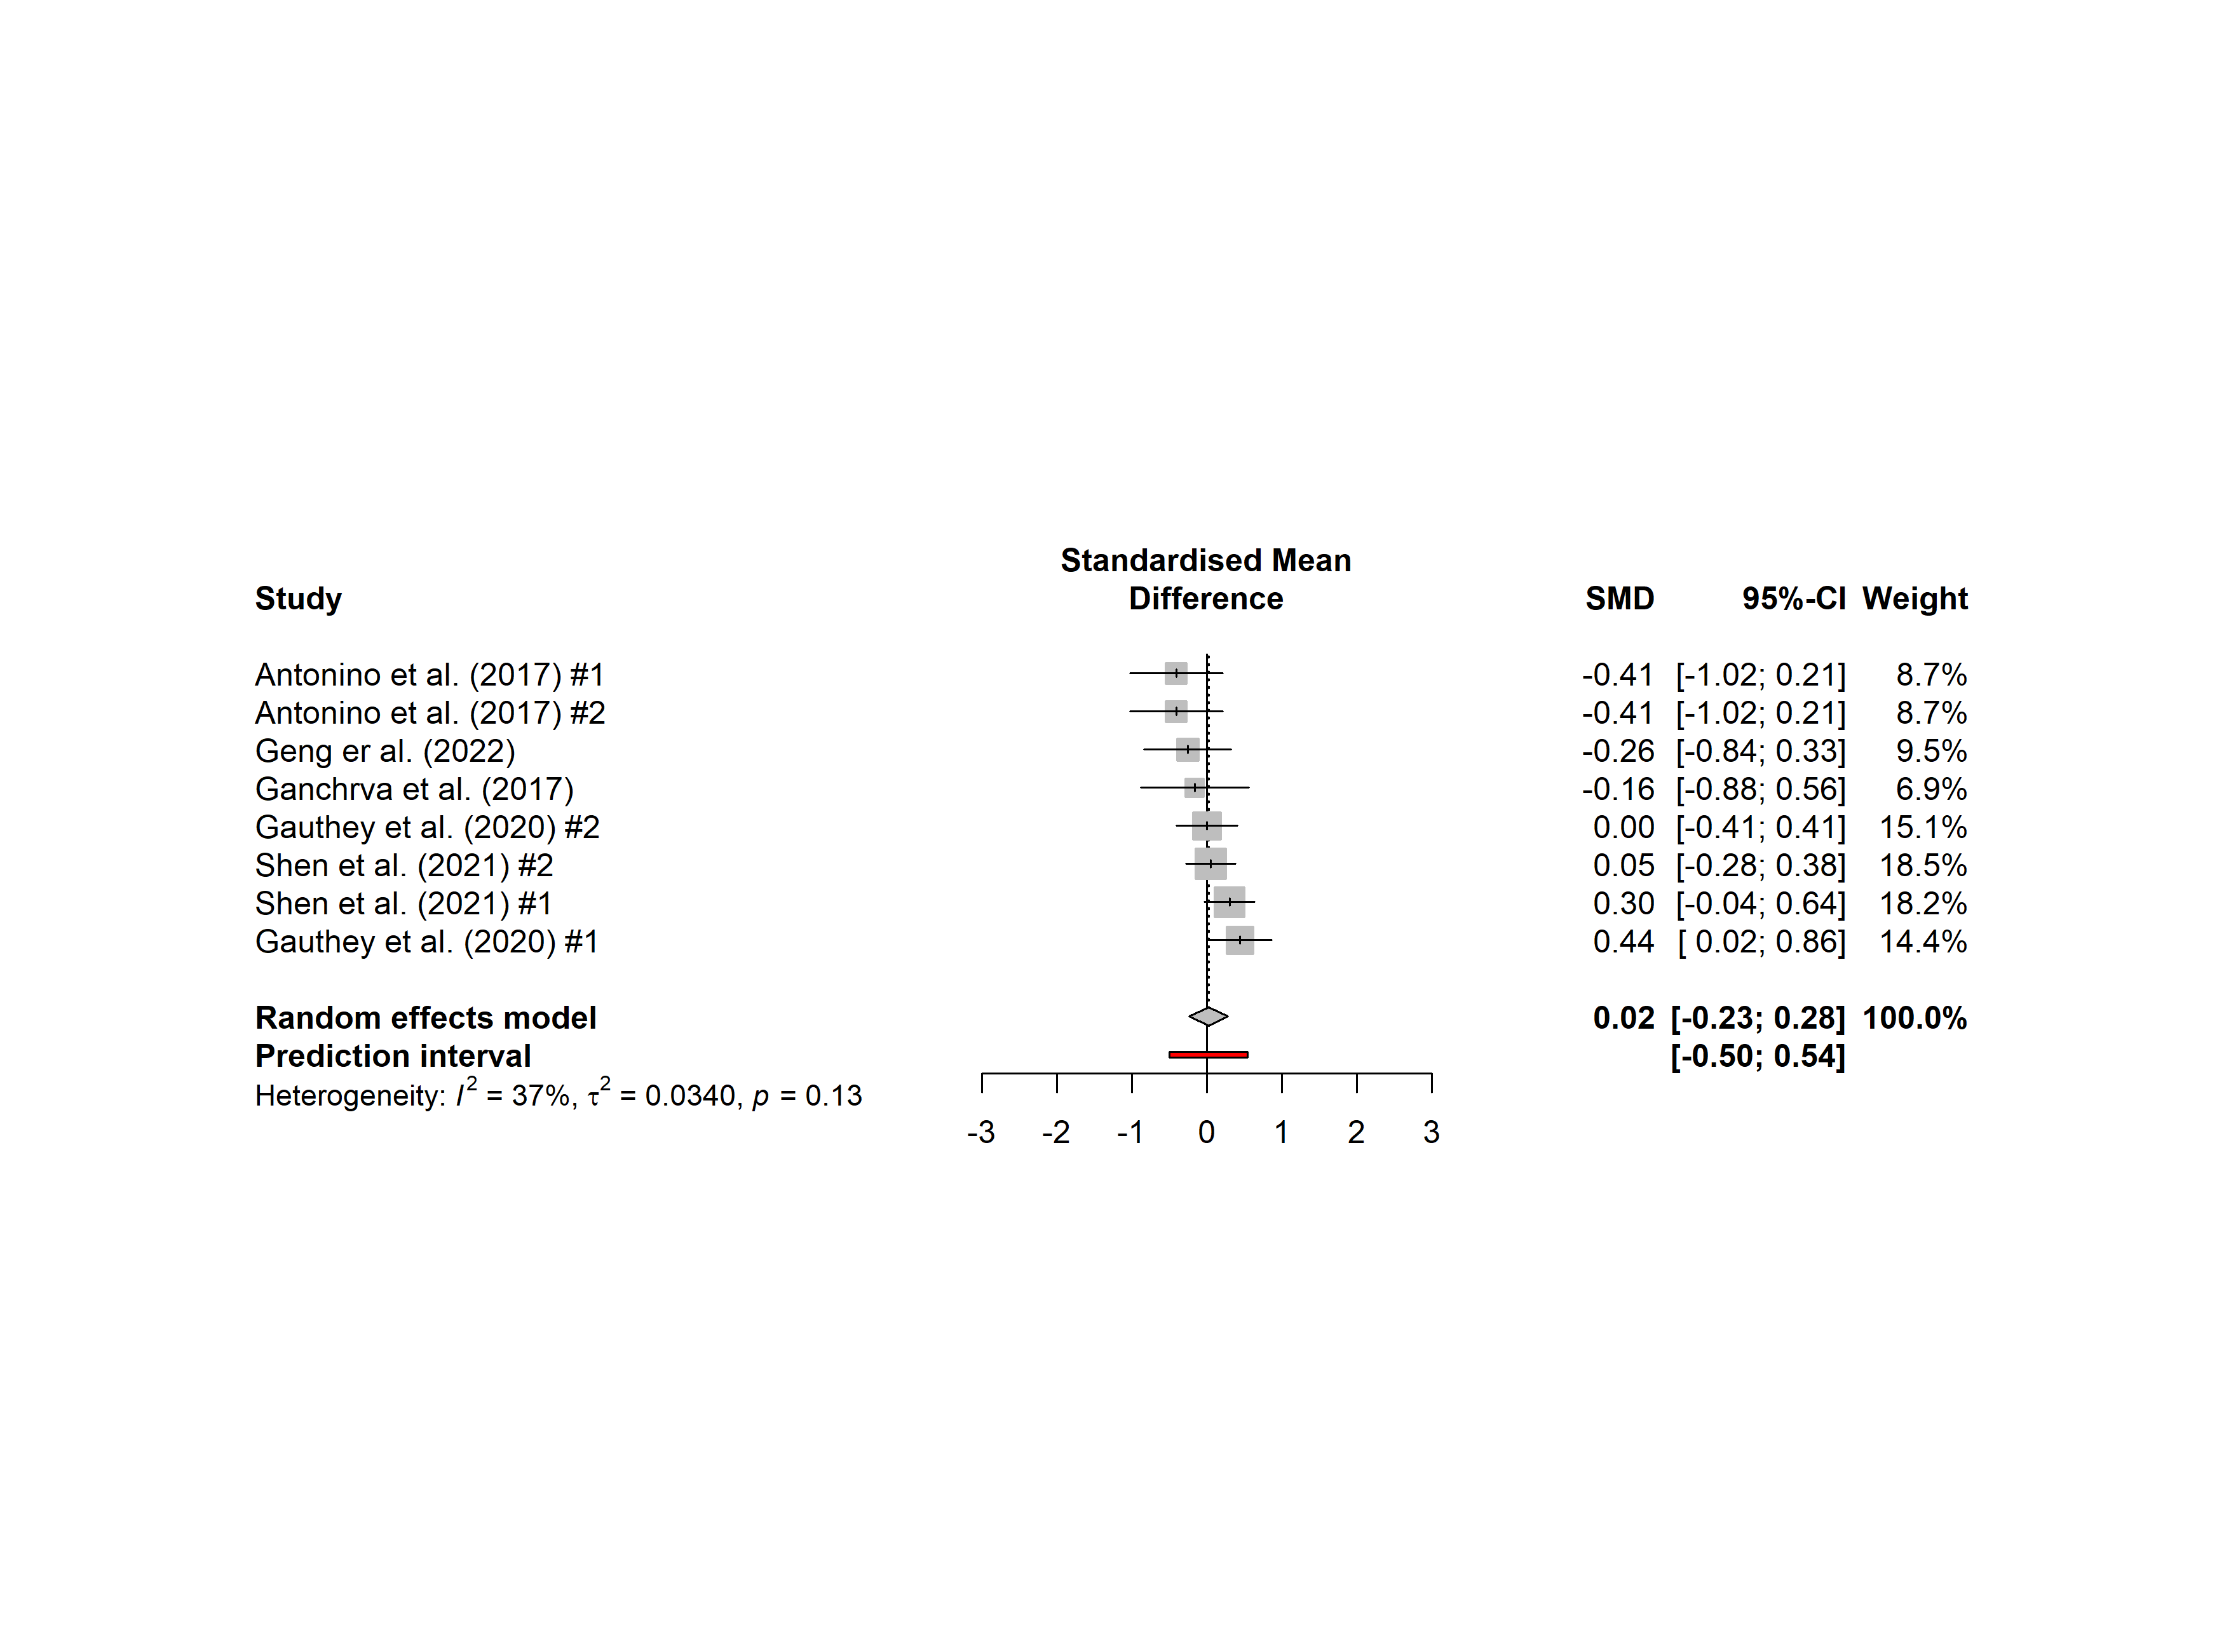 Standardised Mean
Study Difference SMD 95%-CI Weight
Antonino et al. (2017) #1 -0.41 [-1.02; 0.21] 8.7%
Antonino et al. (2017) #2 -0.41 [-1.02; 0.21] 8.7%
Geng er al. (2022) -0.26 [-0.84; 0.33] 9.5%
Ganchrva et al. (2017) -0.16 [-0.88; 0.56] 6.9%
Gauthey et al. (2020) #2 0.00 [-0.41; 0.41] 15.1%
Shen et al. (2021) #2 0.05 [-0.28; 0.38] 18.5%
Shen et al. (2021) #1 0.30 [-0.04; 0.64] 18.2%
Gauthey et al. (2020) #1 0.44 [ 0.02; 0.86] 14.4%
Random effects model 0.02 [-0.23; 0.28] 100.0%
Prediction interval [-0.50; 0.54]
Heterogeneity: I² = 37%, τ² = 0.0340, p = 0.13
-3 -2 -1 0 1 2 3